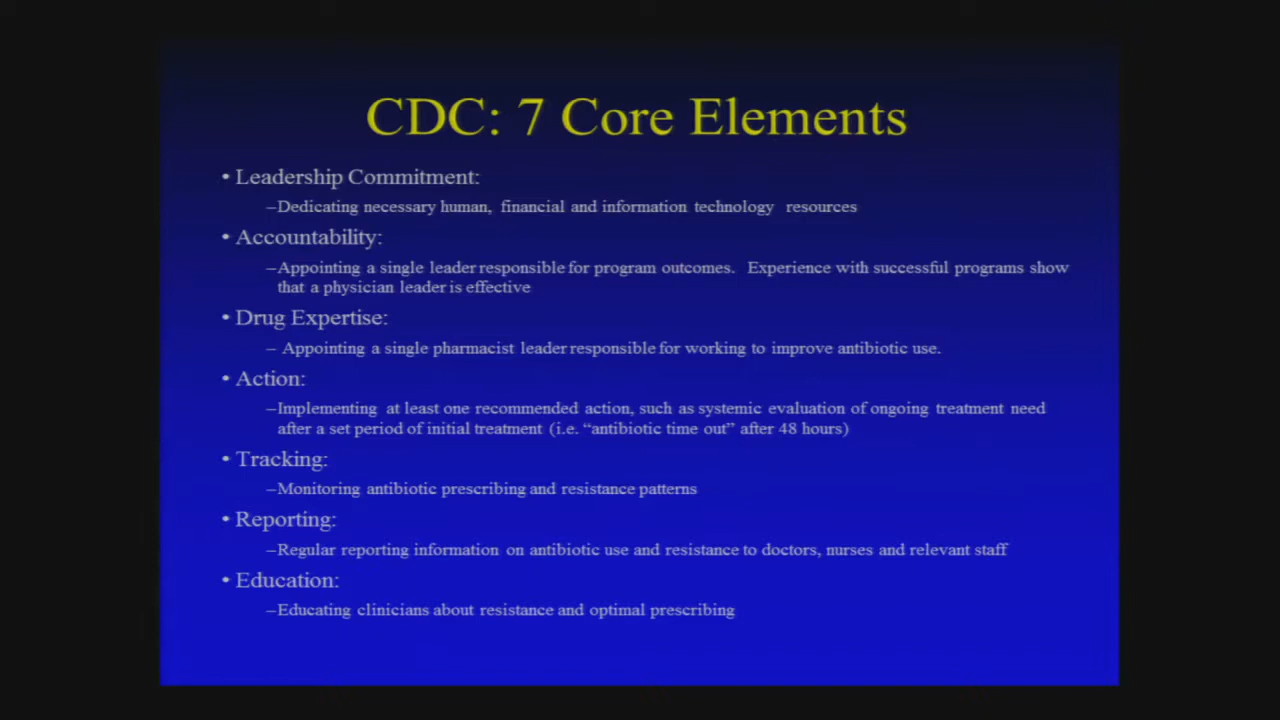 CDC: 7 Core Elements
• Leadership Commitment:
–Dedicating necessary human, financial and information technology resources
• Accountability:
–Appointing a single leader responsible for program outcomes. Experience with successful programs show
that a physician leader is effective
• Drug Expertise:
– Appointing a single pharmacist leader responsible for working to improve antibiotic use.
• Action:
–Implementing at least one recommended action, such as systemic evaluation of ongoing treatment need
after a set period of initial treatment (i.e. “antibiotic time out” after 48 hours)
• Tracking:
–Monitoring antibiotic prescribing and resistance patterns
• Reporting:
–Regular reporting information on antibiotic use and resistance to doctors, nurses and relevant staff
• Education:
–Educating clinicians about resistance and optimal prescribing